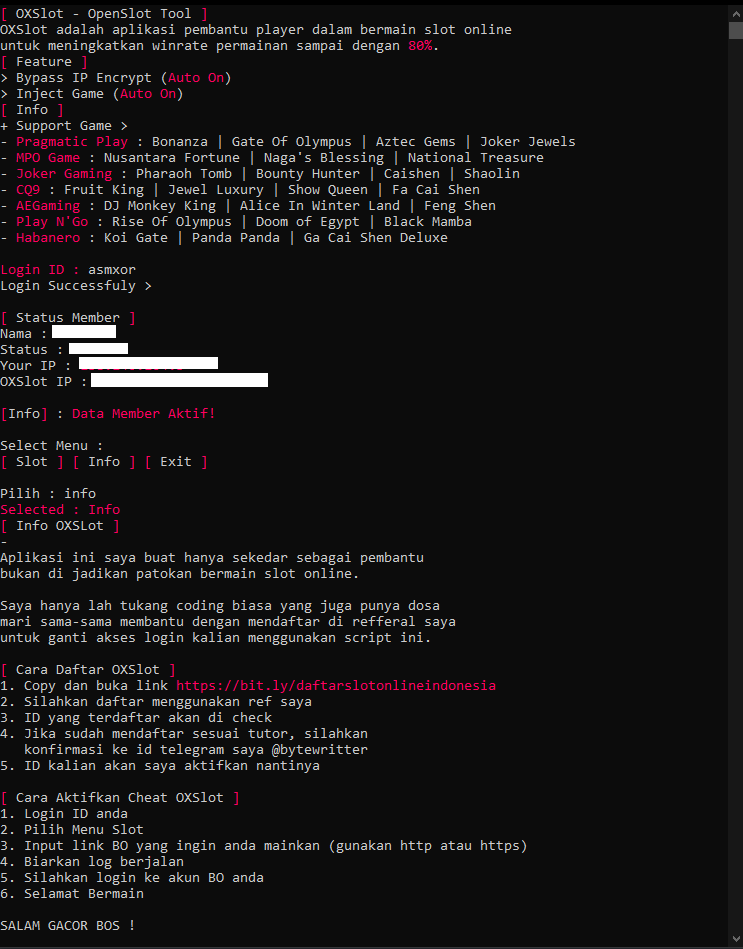 [ OXSlot - OpenSlot Tool ]
OXSlot adalah aplikasi pembantu player dalam bermain slot online
untuk meningkatkan winrate permainan sampai dengan 80%.
[ Feature ]
> Bypass IP Encrypt (Auto On)
> Inject Game (Auto On)
[ Info ]
+ Support Game >
- Pragmatic Play : Bonanza | Gate Of Olympus | Aztec Gems | Joker Jewels
- MPO Game : Nusantara Fortune | Naga's Blessing | National Treasure
- Joker Gaming : Pharaoh Tomb | Bounty Hunter | Caishen | Shaolin
- CQ9 : Fruit King | Jewel Luxury | Show Queen | Fa Cai Shen
- AEGaming : DJ Monkey King | Alice In Winter Land | Feng Shen
- Play N'Go : Rise Of Olympus | Doom of Egypt | Black Mamba
- Habanero : Koi Gate | Panda Panda | Ga Cai Shen Deluxe
Login ID : asmxor
Login Successfuly >
[ Status Member ]
Nama :
Status :
Your IP :
OXSlot IP :
[Info] : Data Member Aktif!
Select Menu :
[ Slot ] [ Info ] [ Exit ]
Pilih : info
Selected : Info
[ Info OXSLot ]
-
Aplikasi ini saya buat hanya sekedar sebagai pembantu
bukan di jadikan patokan bermain slot online.
Saya hanya lah tukang coding biasa yang juga punya dosa
mari sama-sama membantu dengan mendaftar di refferal saya
untuk ganti akses login kalian menggunakan script ini.
[ Cara Daftar OXSlot ]
1. Copy dan buka link https://bit.ly/daftarslotonlineindonesia
2. Silahkan daftar menggunakan ref saya
3. ID yang terdaftar akan di check
4. Jika sudah mendaftar sesuai tutor, silahkan
konfirmasi ke id telegram saya @bytewritter
5. ID kalian akan saya aktifkan nantinya
[ Cara Aktifkan Cheat OXSlot ]
1. Login ID anda
2. Pilih Menu Slot
3. Input link BO yang ingin anda mainkan (gunakan http atau https)
4. Biarkan log berjalan
5. Silahkan login ke akun BO anda
6. Selamat Bermain
SALAM GACOR BOS !